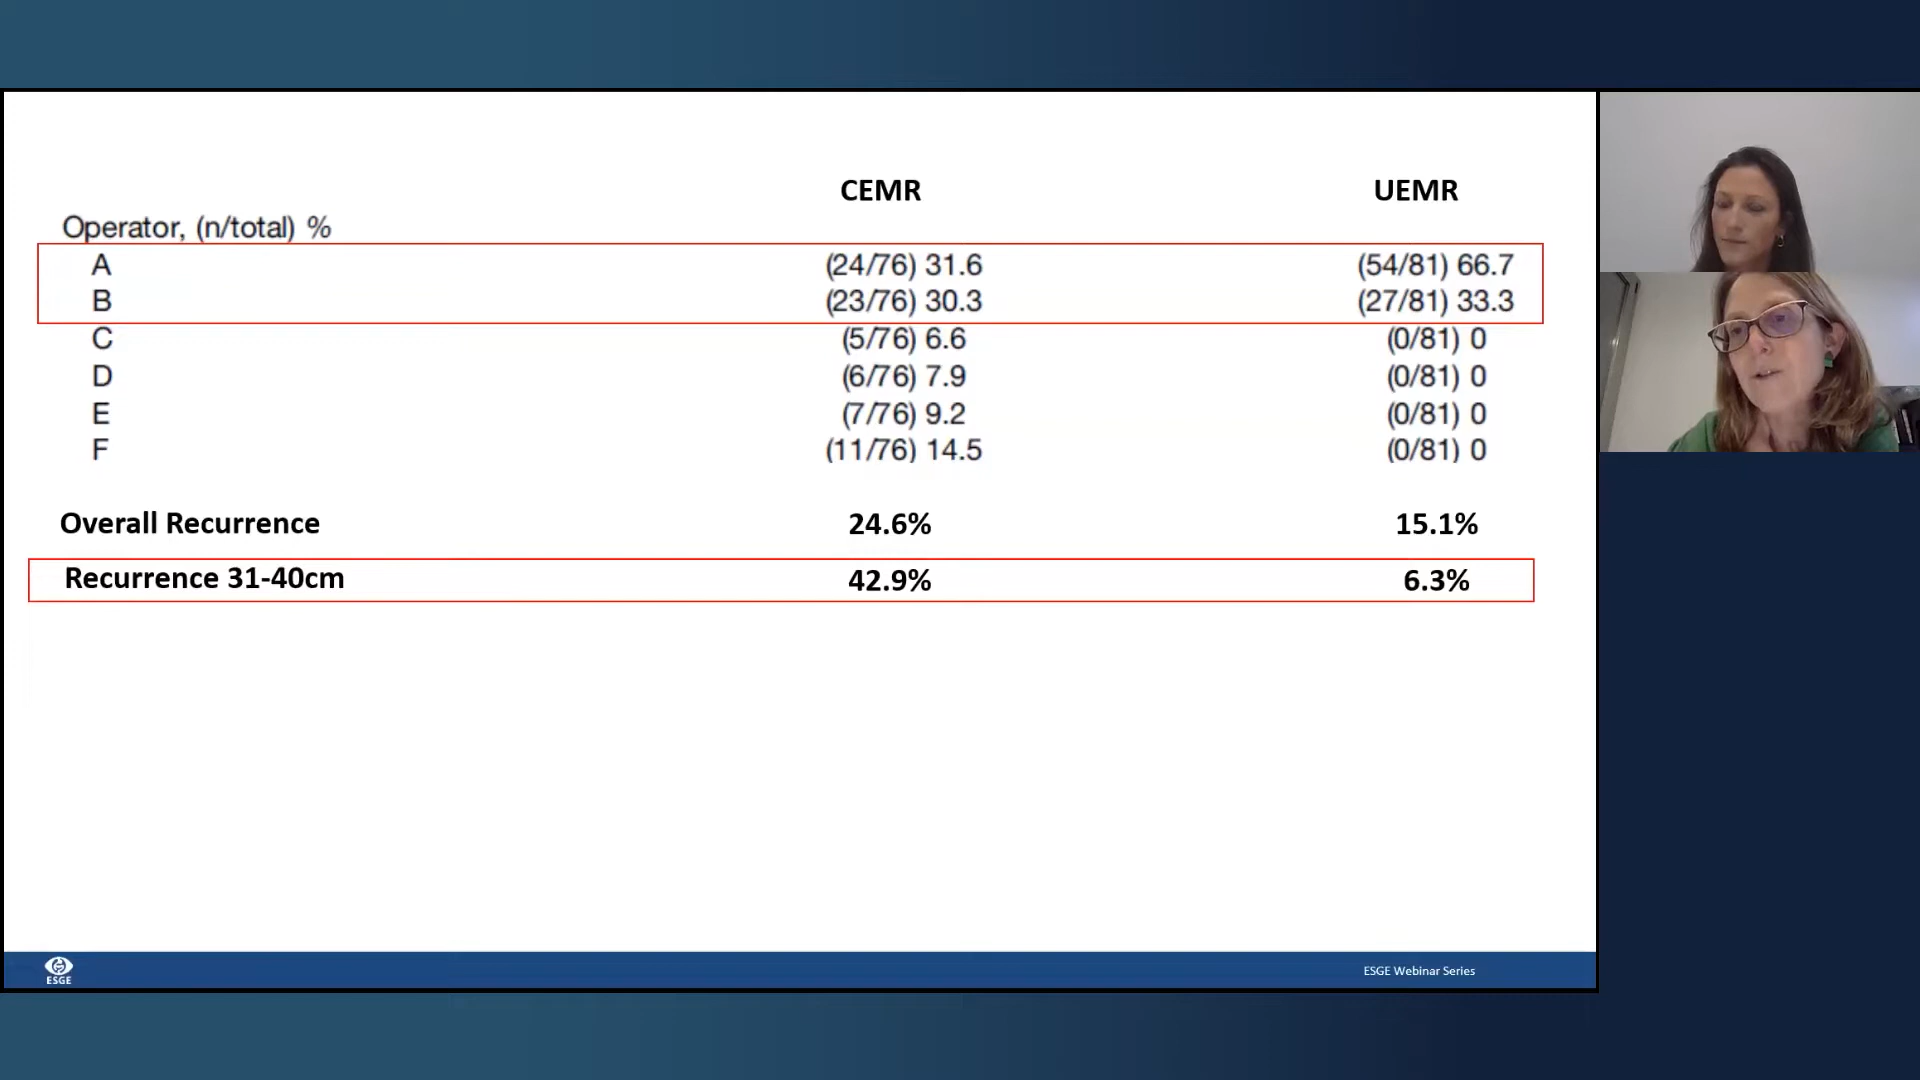 CEMR UEMR
Operator, (n/total) %
A (24/76) 31.6 (54/81) 66.7
B (23/76) 30.3 (27/81) 33.3
C (5/76) 6.6 (0/81) 0
D (6/76) 7.9 (0/81) 0
E (7/76) 9.2 (0/81) 0
F (11/76) 14.5 (0/81) 0
Overall Recurrence 24.6% 15.1%
Recurrence 31-40cm 42.9% 6.3%
ESGE
ESGE Webinar Series